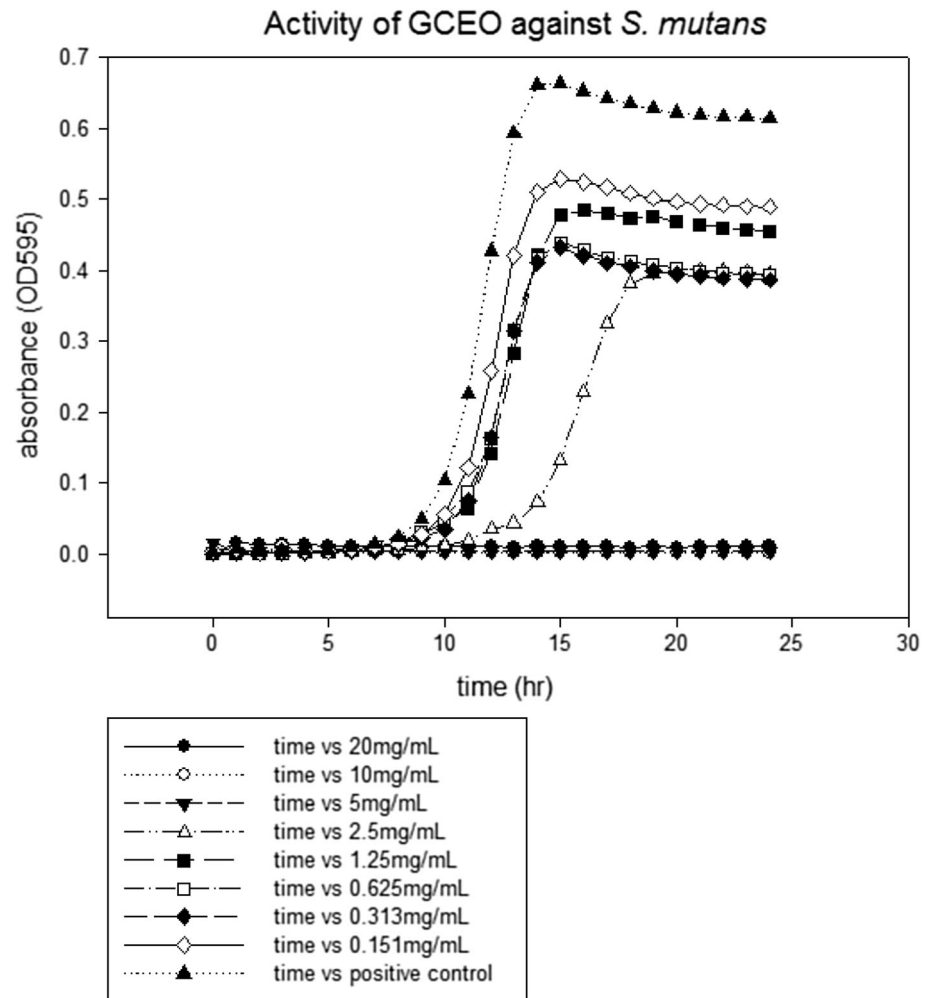 Activity of GCEO against S. mutans
0.7
0.6
0.5
0.4
0.3
0.2
0.1
0.0
absorbance (OD595)
0 5 10 15 20 25 30
time (hr)
time vs 20mg/mL
time vs 10mg/mL
time vs 5mg/mL
time vs 2.5mg/mL
time vs 1.25mg/mL
time vs 0.625mg/mL
time vs 0.313mg/mL
time vs 0.151mg/mL
time vs positive control